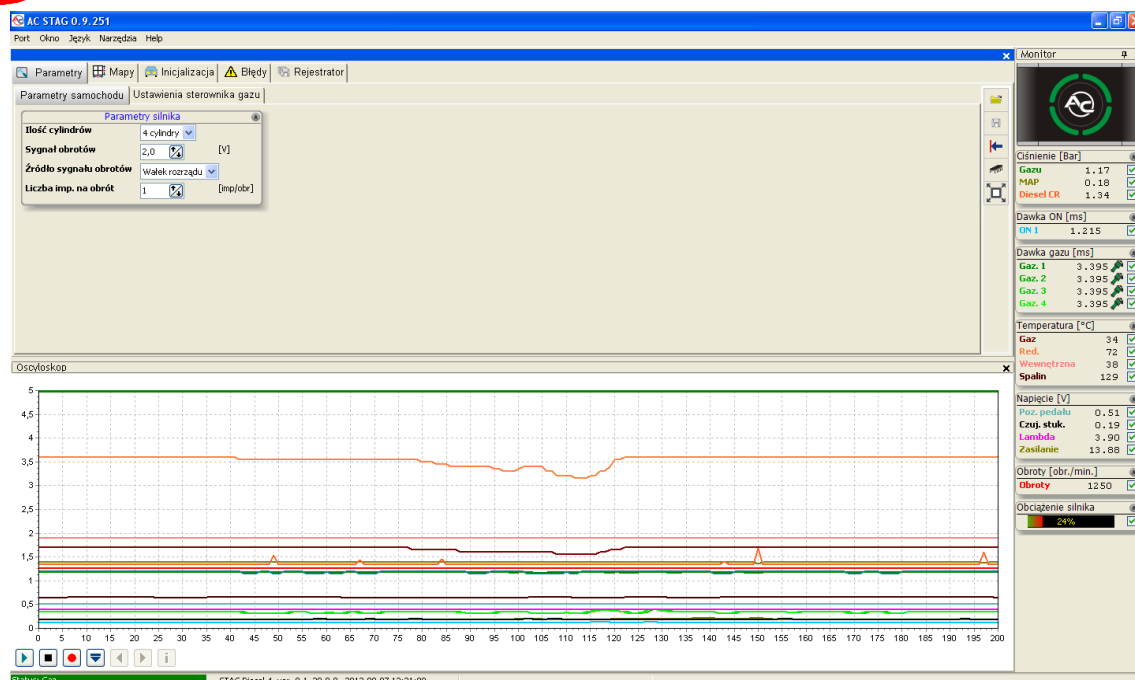 AC STAG 0.9.251
Port Okno Język Narzędzia Help
Parametry Mapy Inicjalizacja Błędy Rejestrator
Parametry samochodu Ustawienia sterownika gazu
Parametry silnika
Ilość cylindrów 4 cylindry
Sygnał obrotów 2,0 [V]
Źródło sygnału obrotów Wałek rozrządu
Liczba imp. na obrót 1 [imp/obr]
Monitor
AC
Ciśnienie [Bar]
Gazu 1.17
MAP 0.18
Diesel CR 1.34
Dawka ON [ms]
ON 1 1.215
Dawka gazu [ms]
Gaz. 1 3.395
Gaz. 2 3.395
Gaz. 3 3.395
Gaz. 4 3.395
Temperatura [°C]
Gaz 34
Red. 72
Wewnętrzna 38
Spalin 129
Napięcie [V]
Poz. pedału 0.51
Czuj. stuk. 0.19
Lambda 3.90
Zasilanie 13.88
Obroty [obr./min.]
Obroty 1250
Obciążenie silnika
24%
Oscyloskop
5
4,5
4
3,5
3
2,5
2
1,5
1
0,5
0
0 5 10 15 20 25 30 35 40 45 50 55 60 65 70 75 80 85 90 95 100 105 110 115 120 125 130 135 140 145 150 155 160 165 170 175 180 185 190 195 200
Status: Gaz